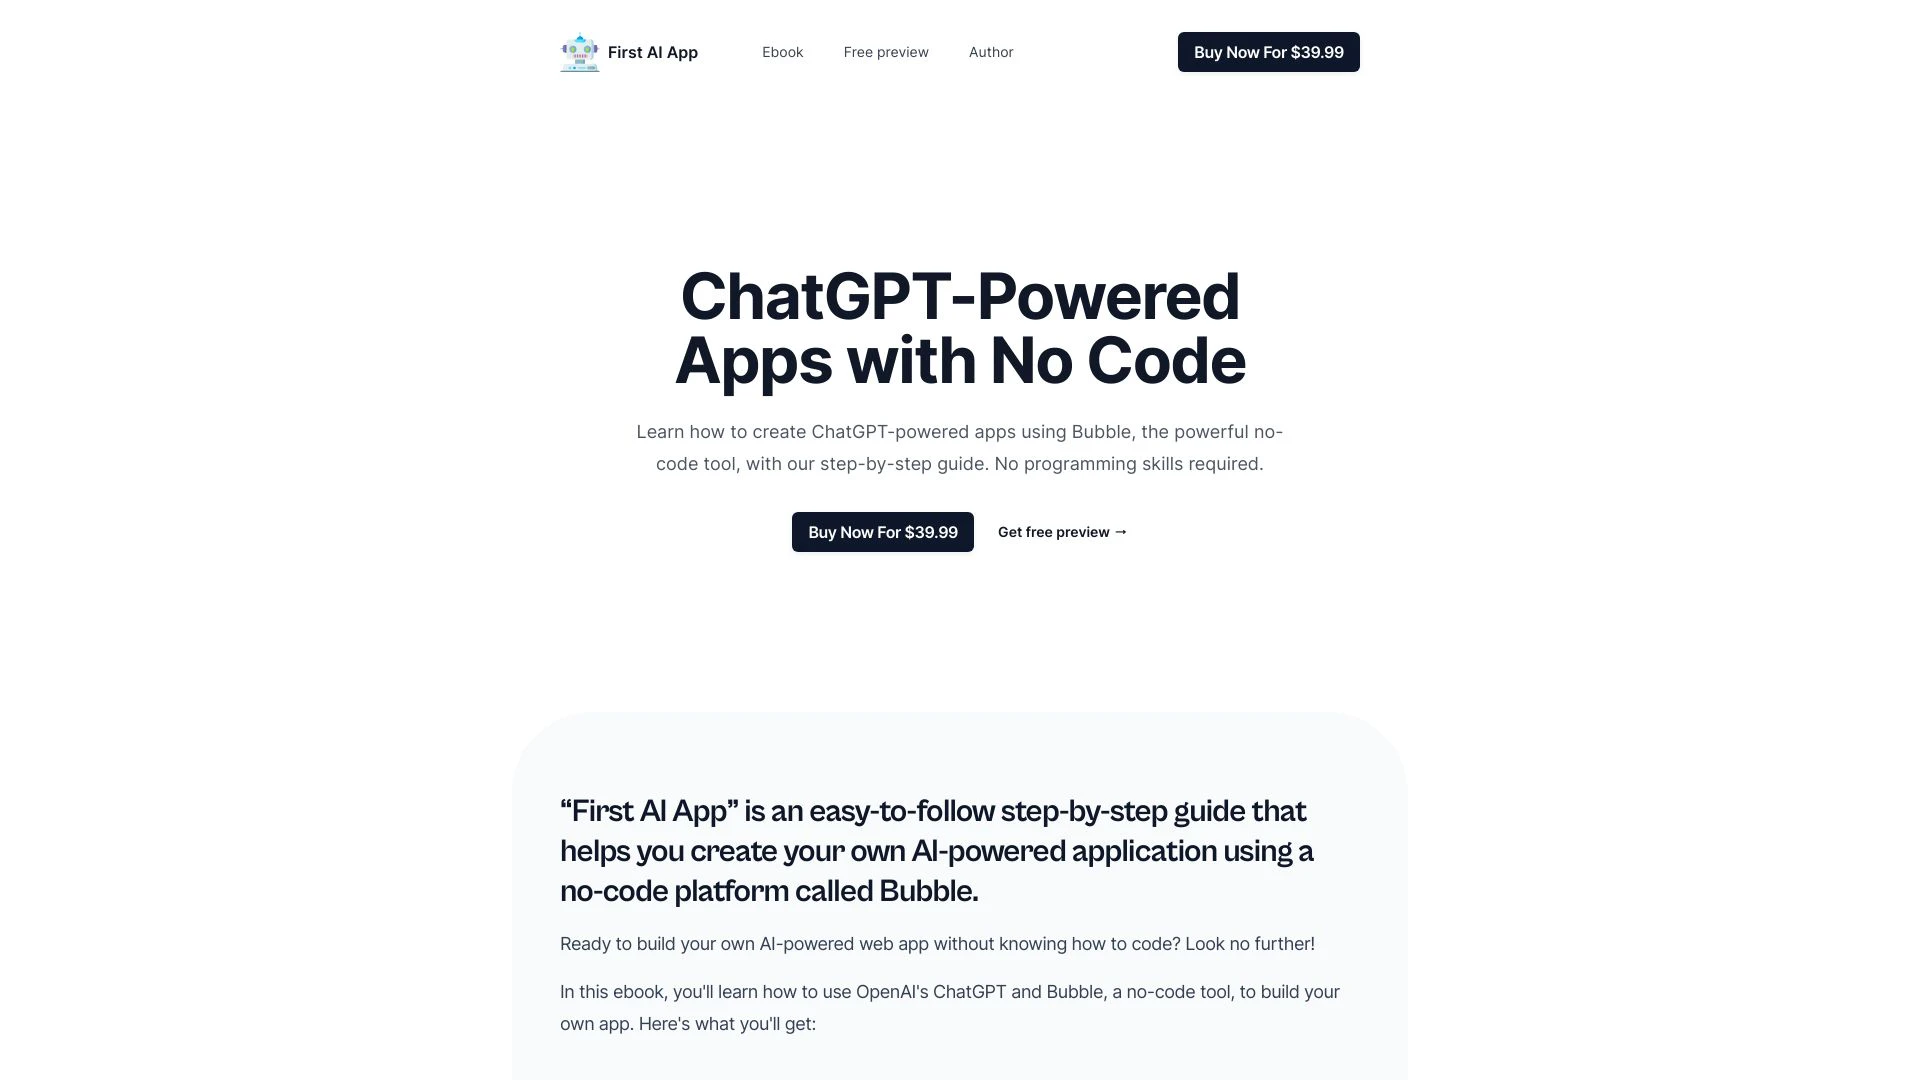 First AI App
Ebook
Free preview
Author
Buy Now For $39.99
ChatGPT-Powered
Apps with No Code
Learn how to create ChatGPT-powered apps using Bubble, the powerful no-
code tool, with our step-by-step guide. No programming skills required.
Buy Now For $39.99
Get free preview →
“First AI App” is an easy-to-follow step-by-step guide that
helps you create your own AI-powered application using a
no-code platform called Bubble.
Ready to build your own AI-powered web app without knowing how to code? Look no further!
In this ebook, you'll learn how to use OpenAI's ChatGPT and Bubble, a no-code tool, to build your
own app. Here's what you'll get: